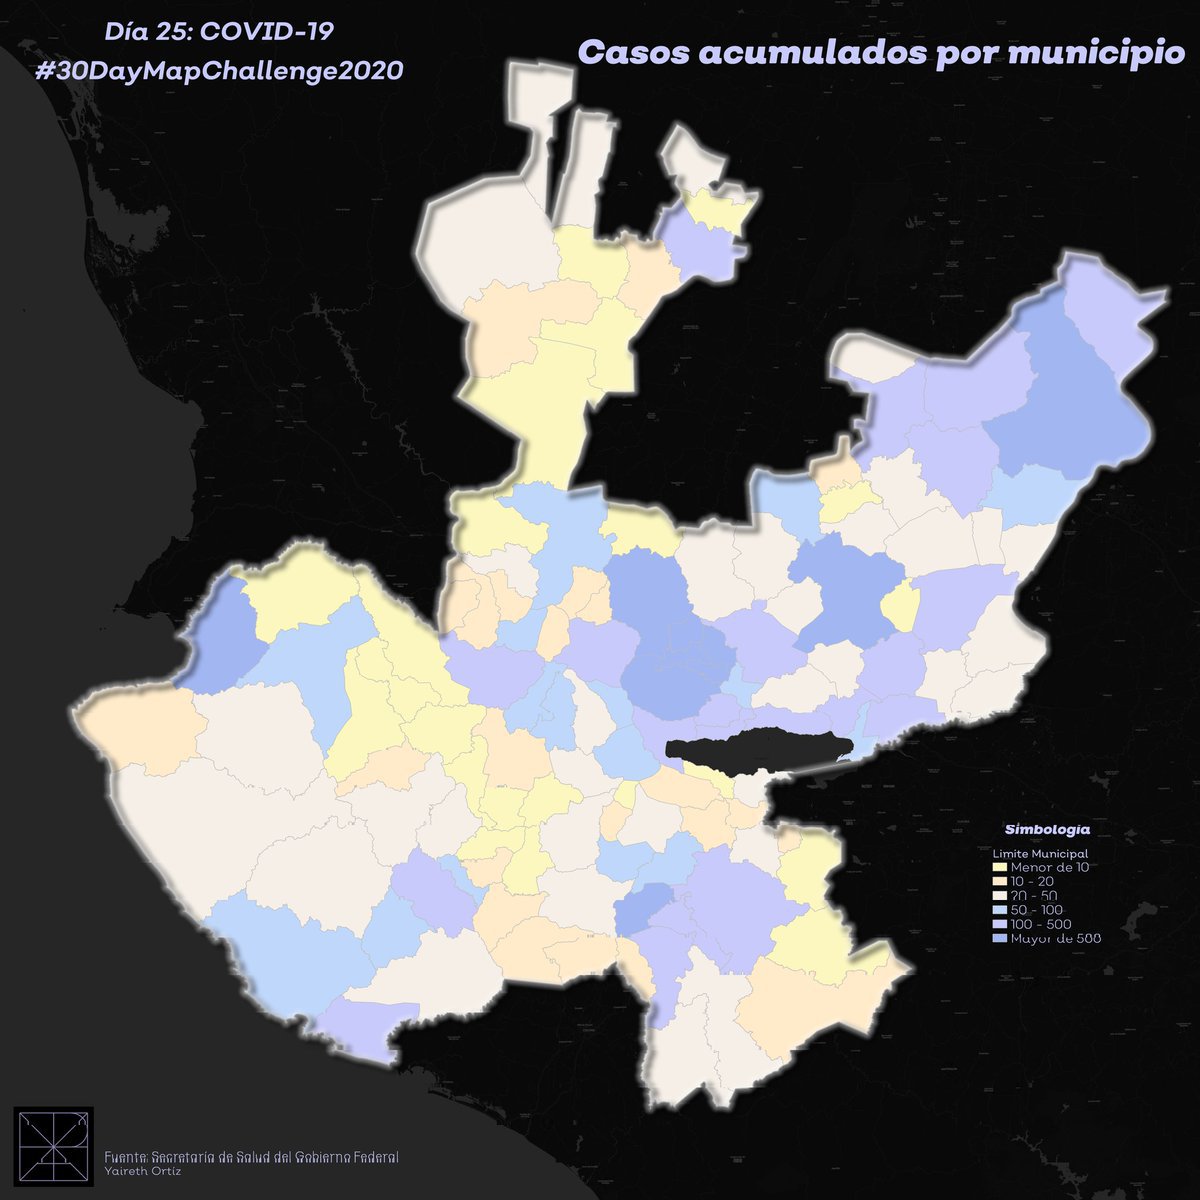 Día 25: COVID-19
#30DayMapChallenge2020
Casos acumulados por municipio
Simbología
Limite Municipal
Menor de 10
10 - 20
20 - 50
50 - 100
100 - 500
Mayor de 500
Fuente: Secretaría de Salud del Gobierno Federal
Yaireth Ortíz